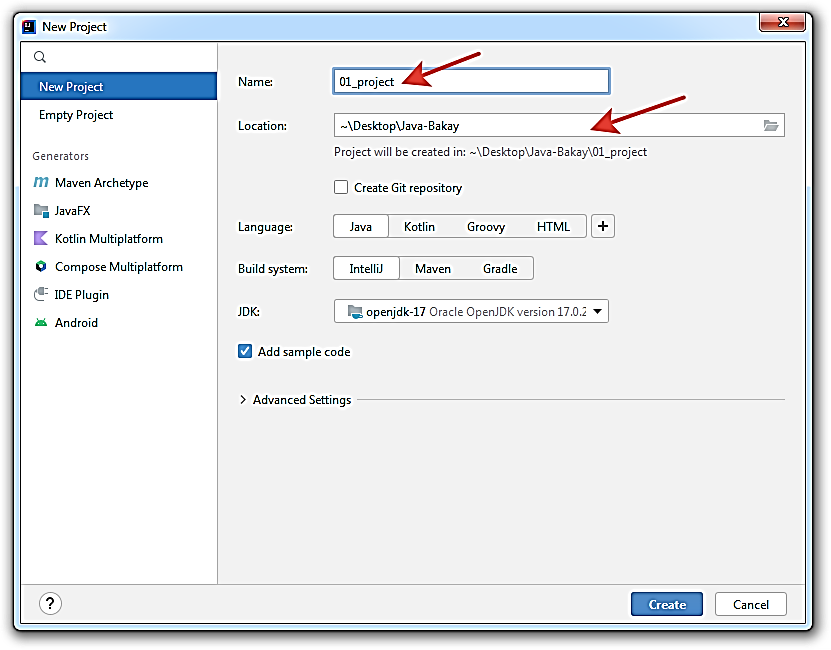 New Project
New Project
Empty Project
Generators
Maven Archetype
JavaFX
Kotlin Multiplatform
Compose Multiplatform
IDE Plugin
Android
Name: 01_project
Location: ~\Desktop\Java-Bakay
Project will be created in: ~\Desktop\Java-Bakay\01_project
Create Git repository
Language: Java Kotlin Groovy HTML +
Build system: IntelliJ Maven Gradle
JDK: openjdk-17 Oracle OpenJDK version 17.0.2
Add sample code
Advanced Settings
? Create Cancel